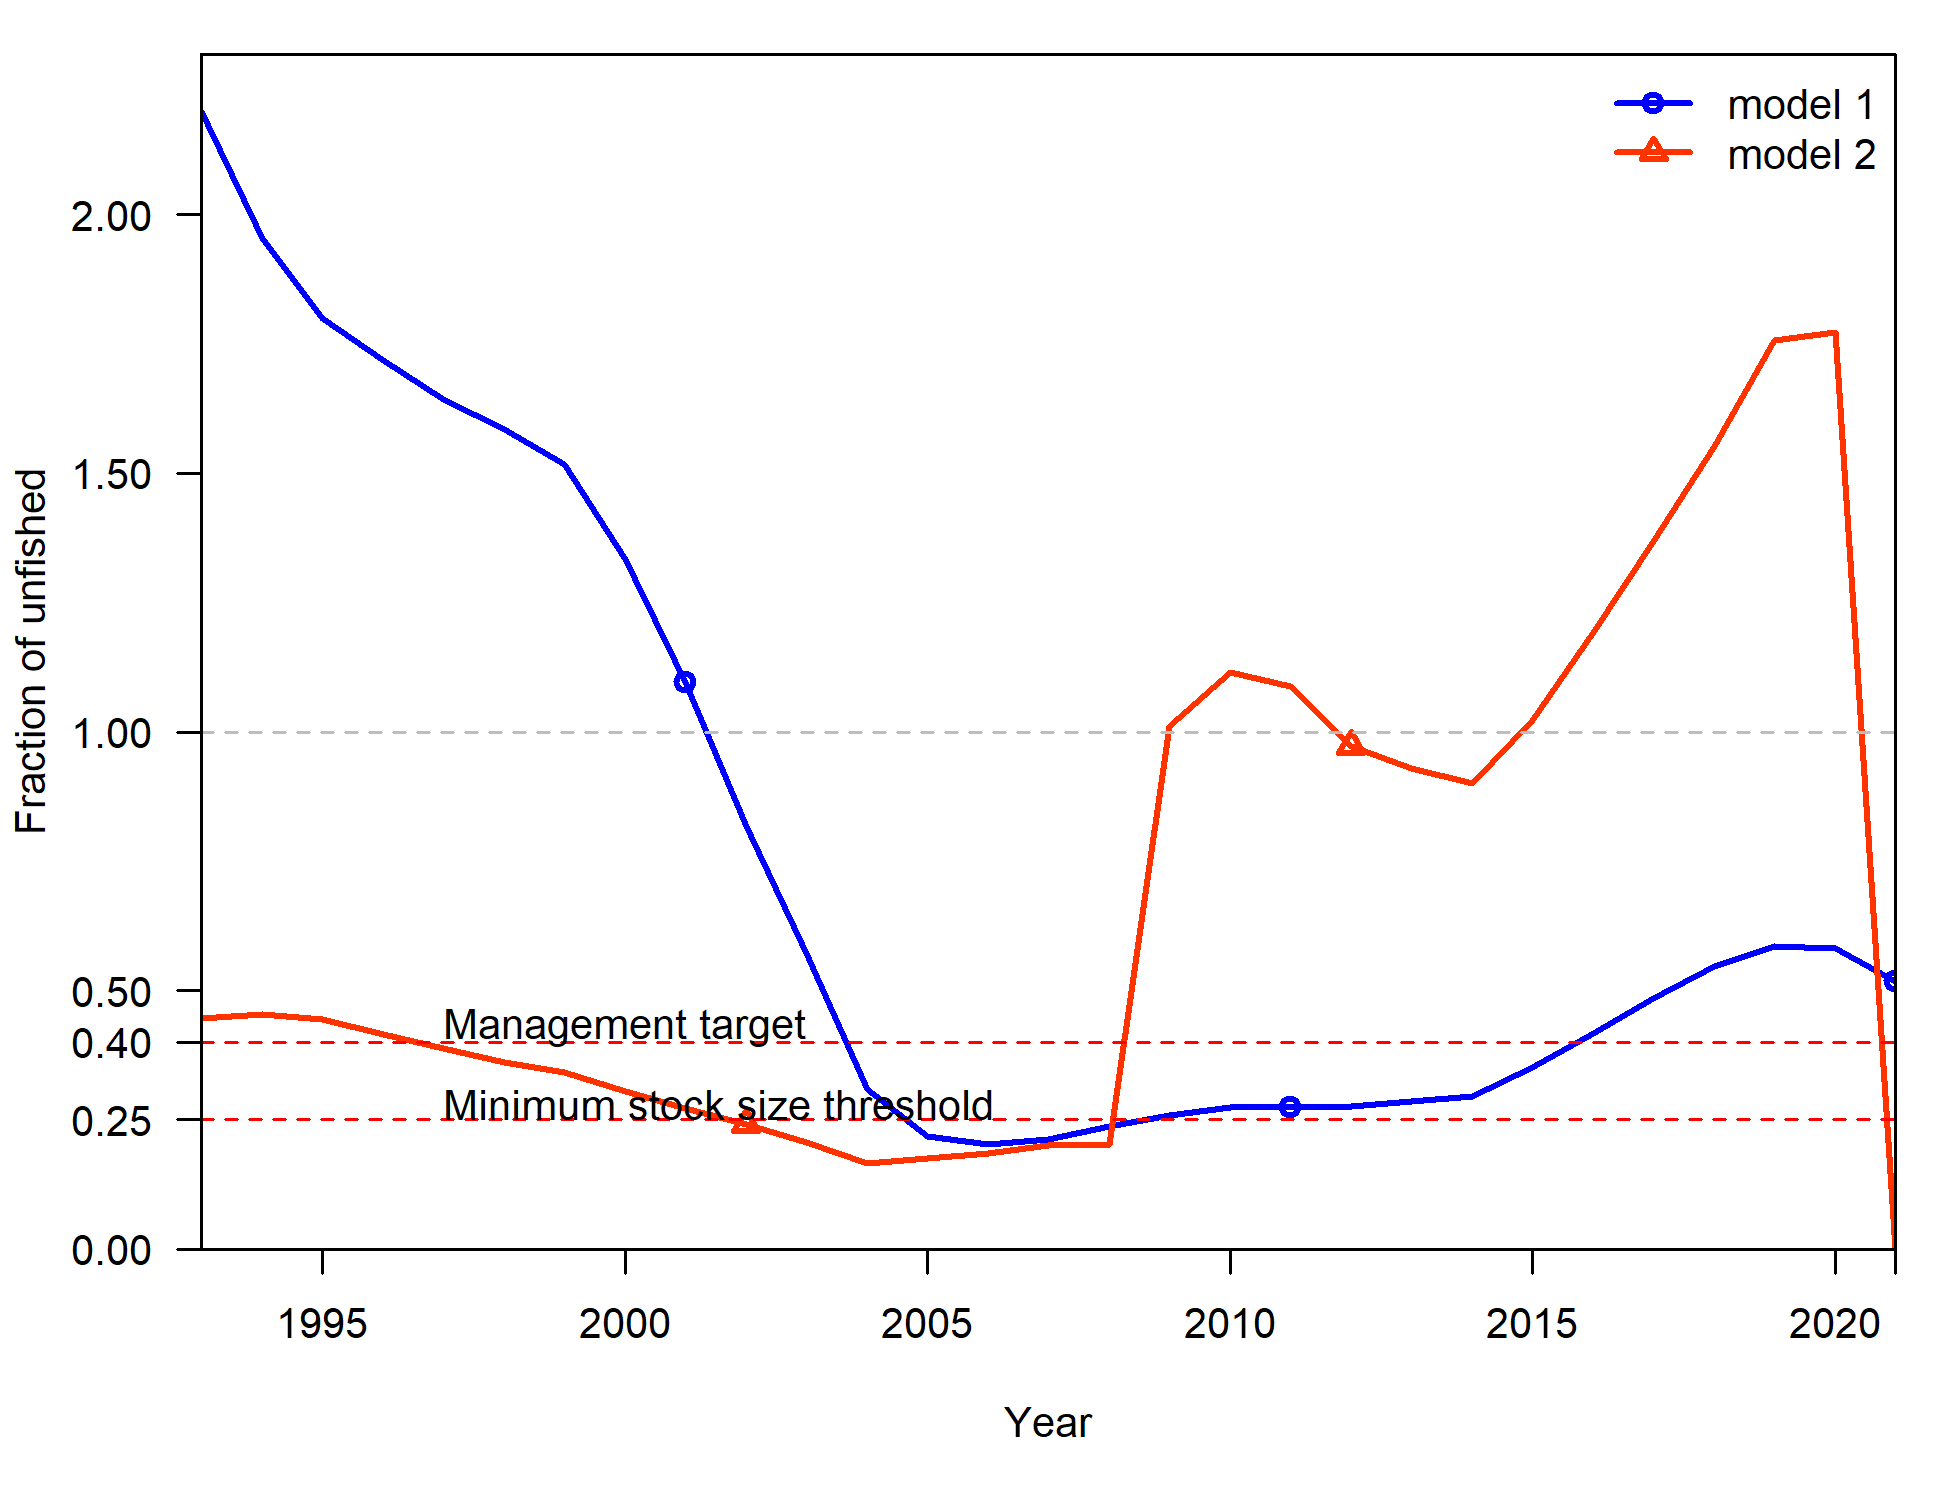 model 1
model 2
Fraction of unfished
2.00
1.50
1.00
0.50
0.40
0.25
0.00
Management target
Minimum stock size threshold
1995 2000 2005 2010 2015 2020
Year